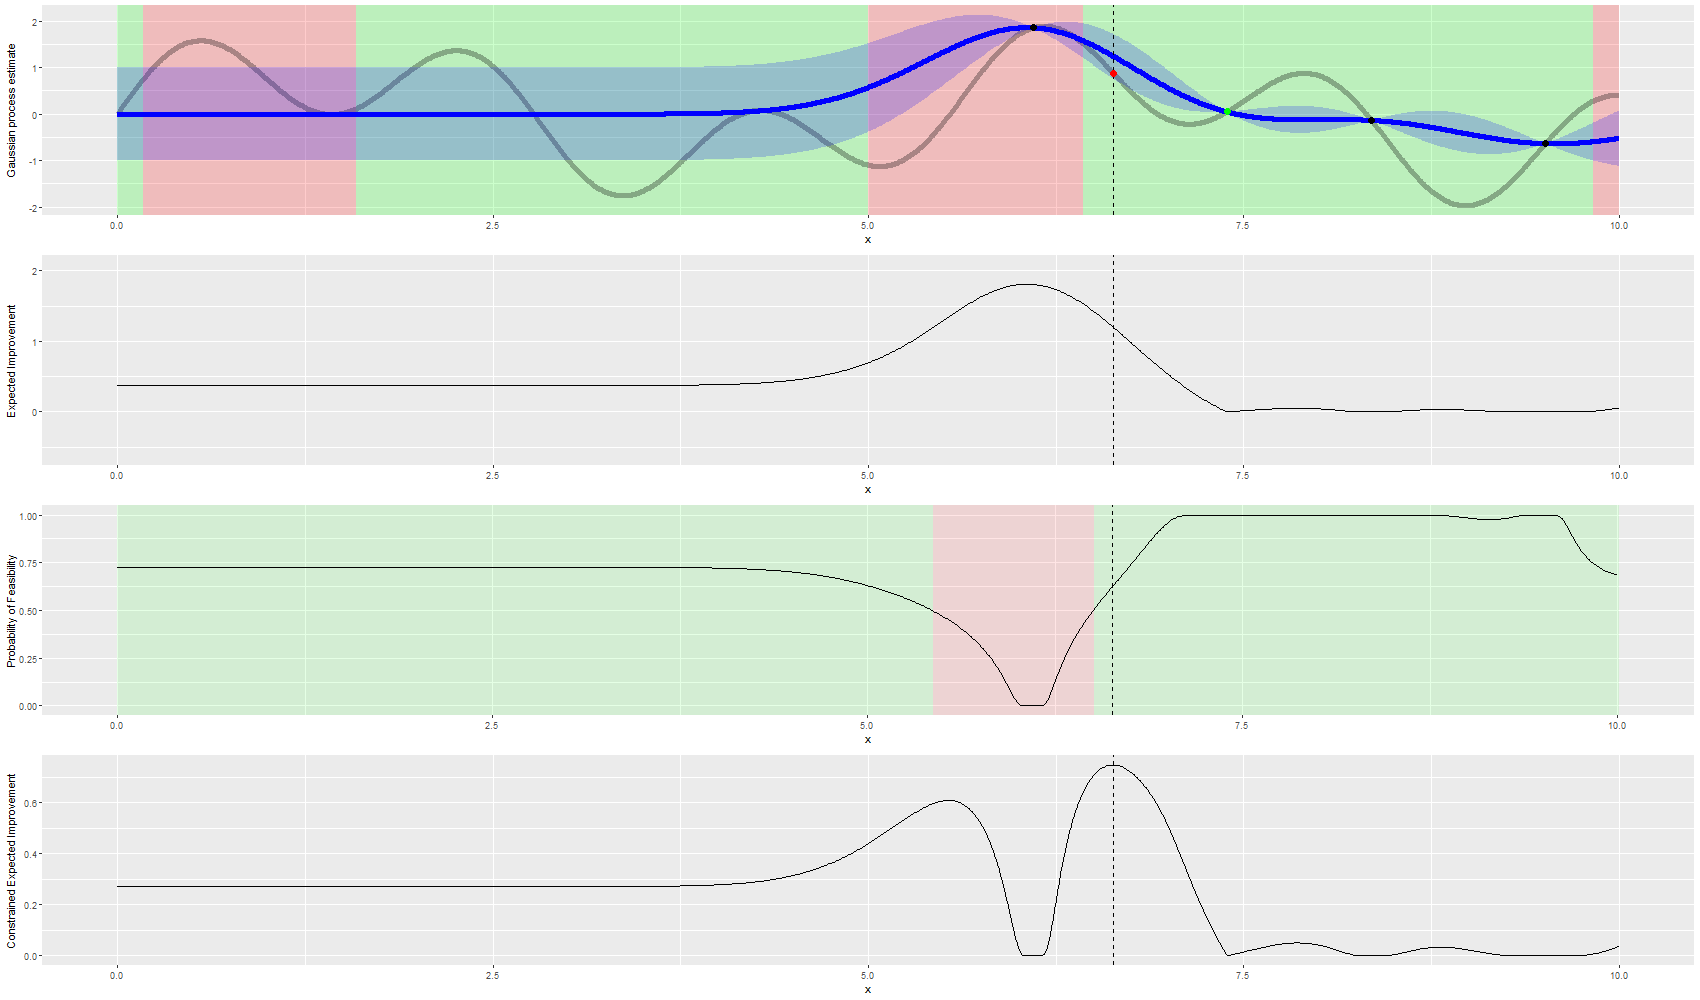 Gaussian process estimate
2
1
0
-1
-2
0.0 2.5 5.0 7.5 10.0
x
Expected Improvement
2
1
0
0.0 2.5 5.0 7.5 10.0
x
Probability of Feasibility
1.00
0.75
0.50
0.25
0.00
0.0 2.5 5.0 7.5 10.0
x
Constrained Expected Improvement
0.6
0.4
0.2
0.0
0.0 2.5 5.0 7.5 10.0
x